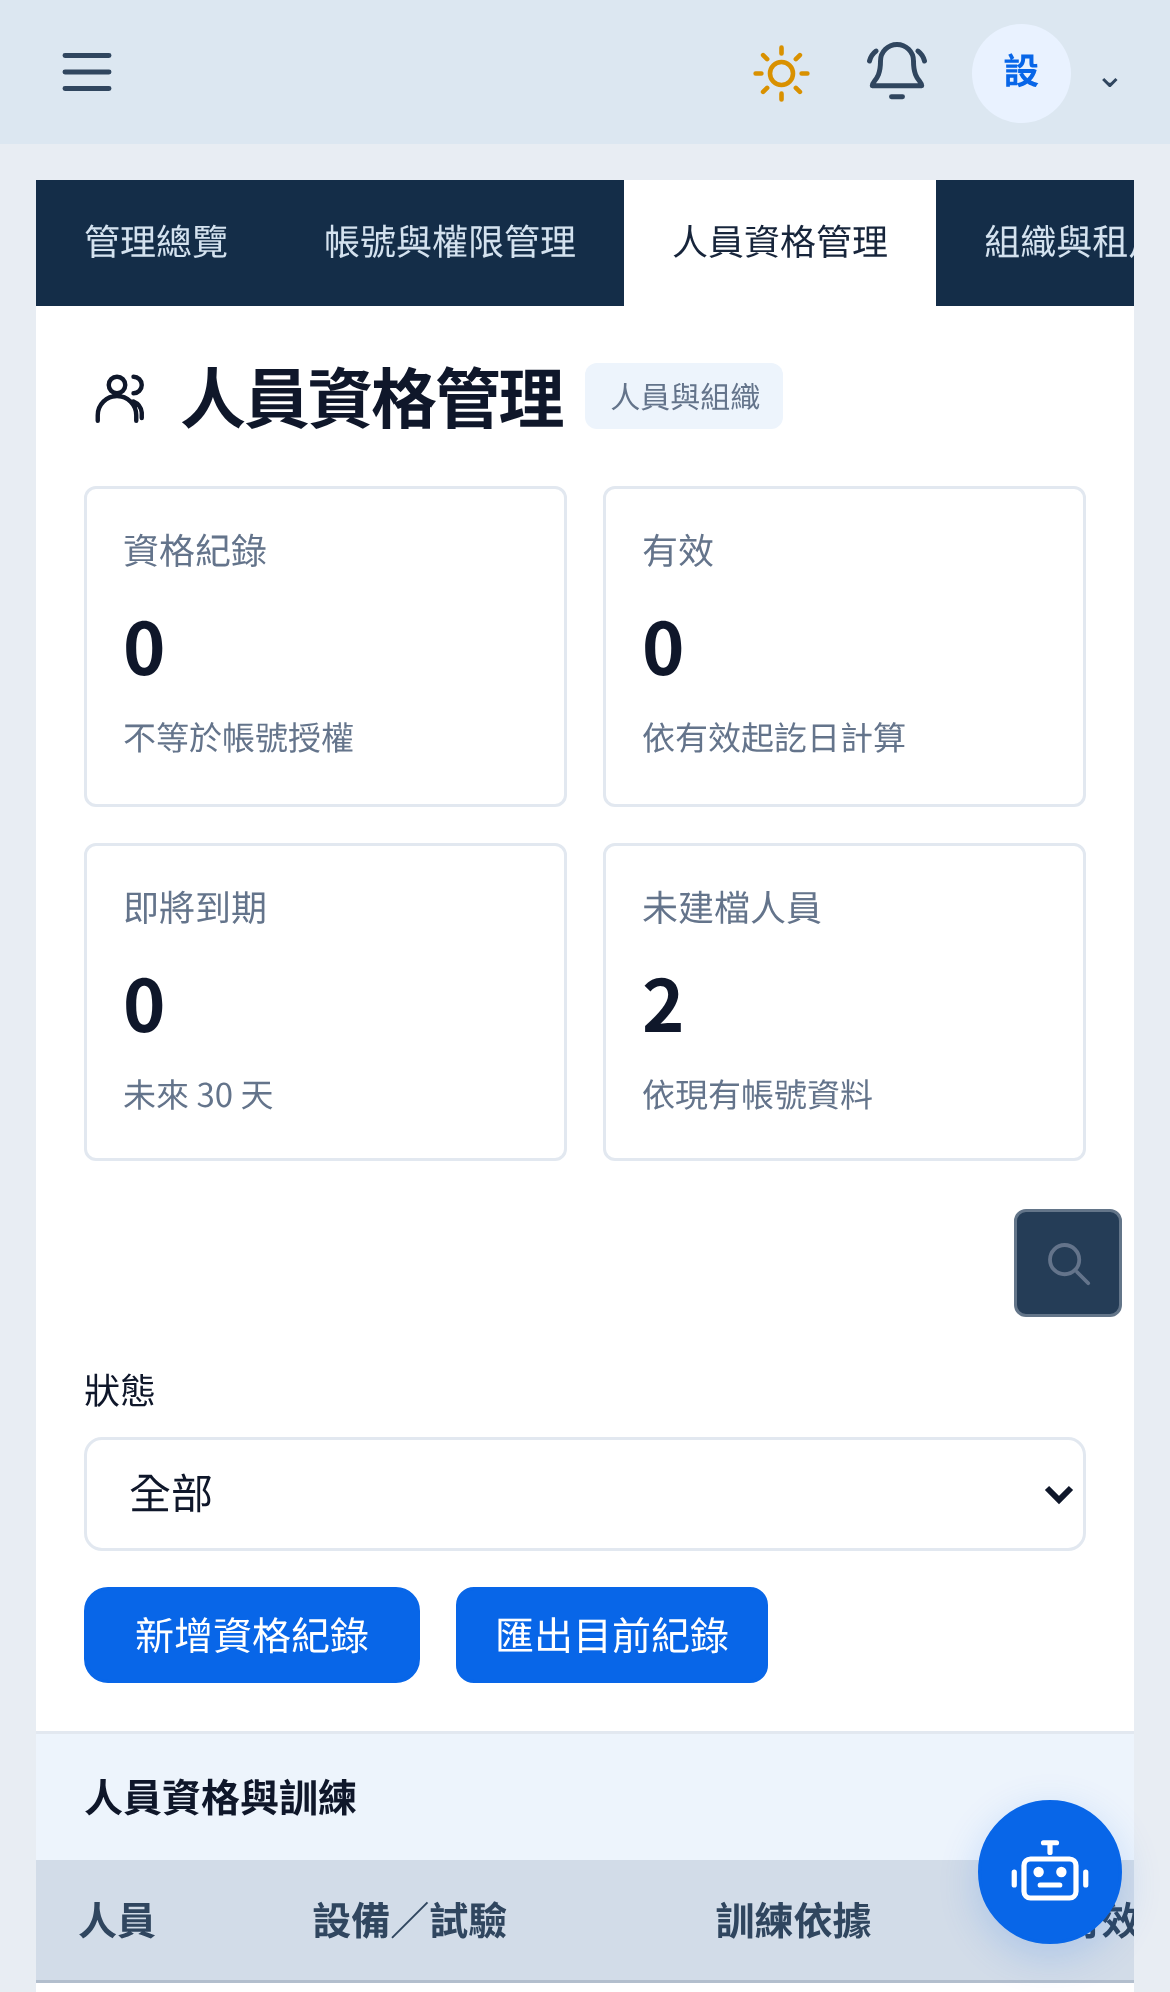 設
管理總覽 帳號與權限管理 人員資格管理 組織與租
人員資格管理 人員與組織
資格紀錄 有效
0 0
不等於帳號授權 依有效起訖日計算
即將到期 未建檔人員
0 2
未來 30 天 依現有帳號資料
狀態
全部
新增資格紀錄 匯出目前紀錄
人員資格與訓練
人員 設備／試驗 訓練依據 效